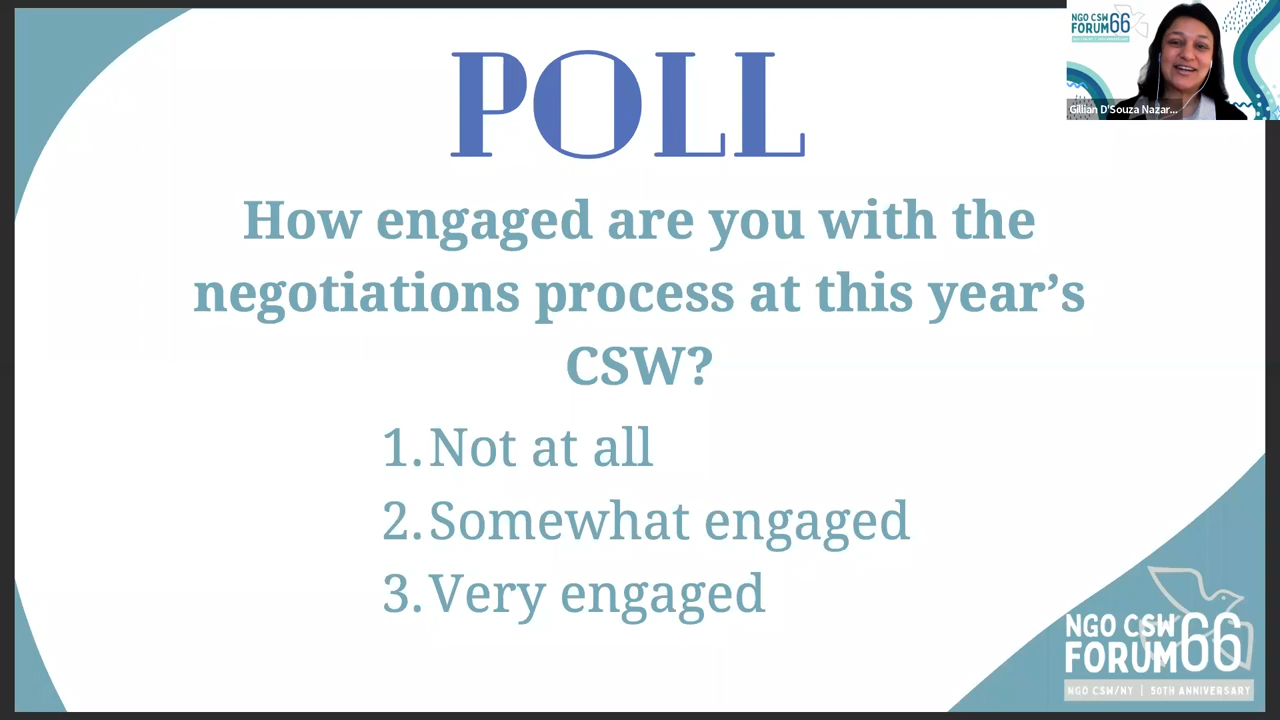 POLL
How engaged are you with the
negotiations process at this year's
CSW?
1. Not at all
2. Somewhat engaged
3. Very engaged
NGO CSW
FORUM66
Gillian D'Souza Nazar...
NGO CSW
FORUM66
NGO CSW/NY | 50TH ANNIVERSARY